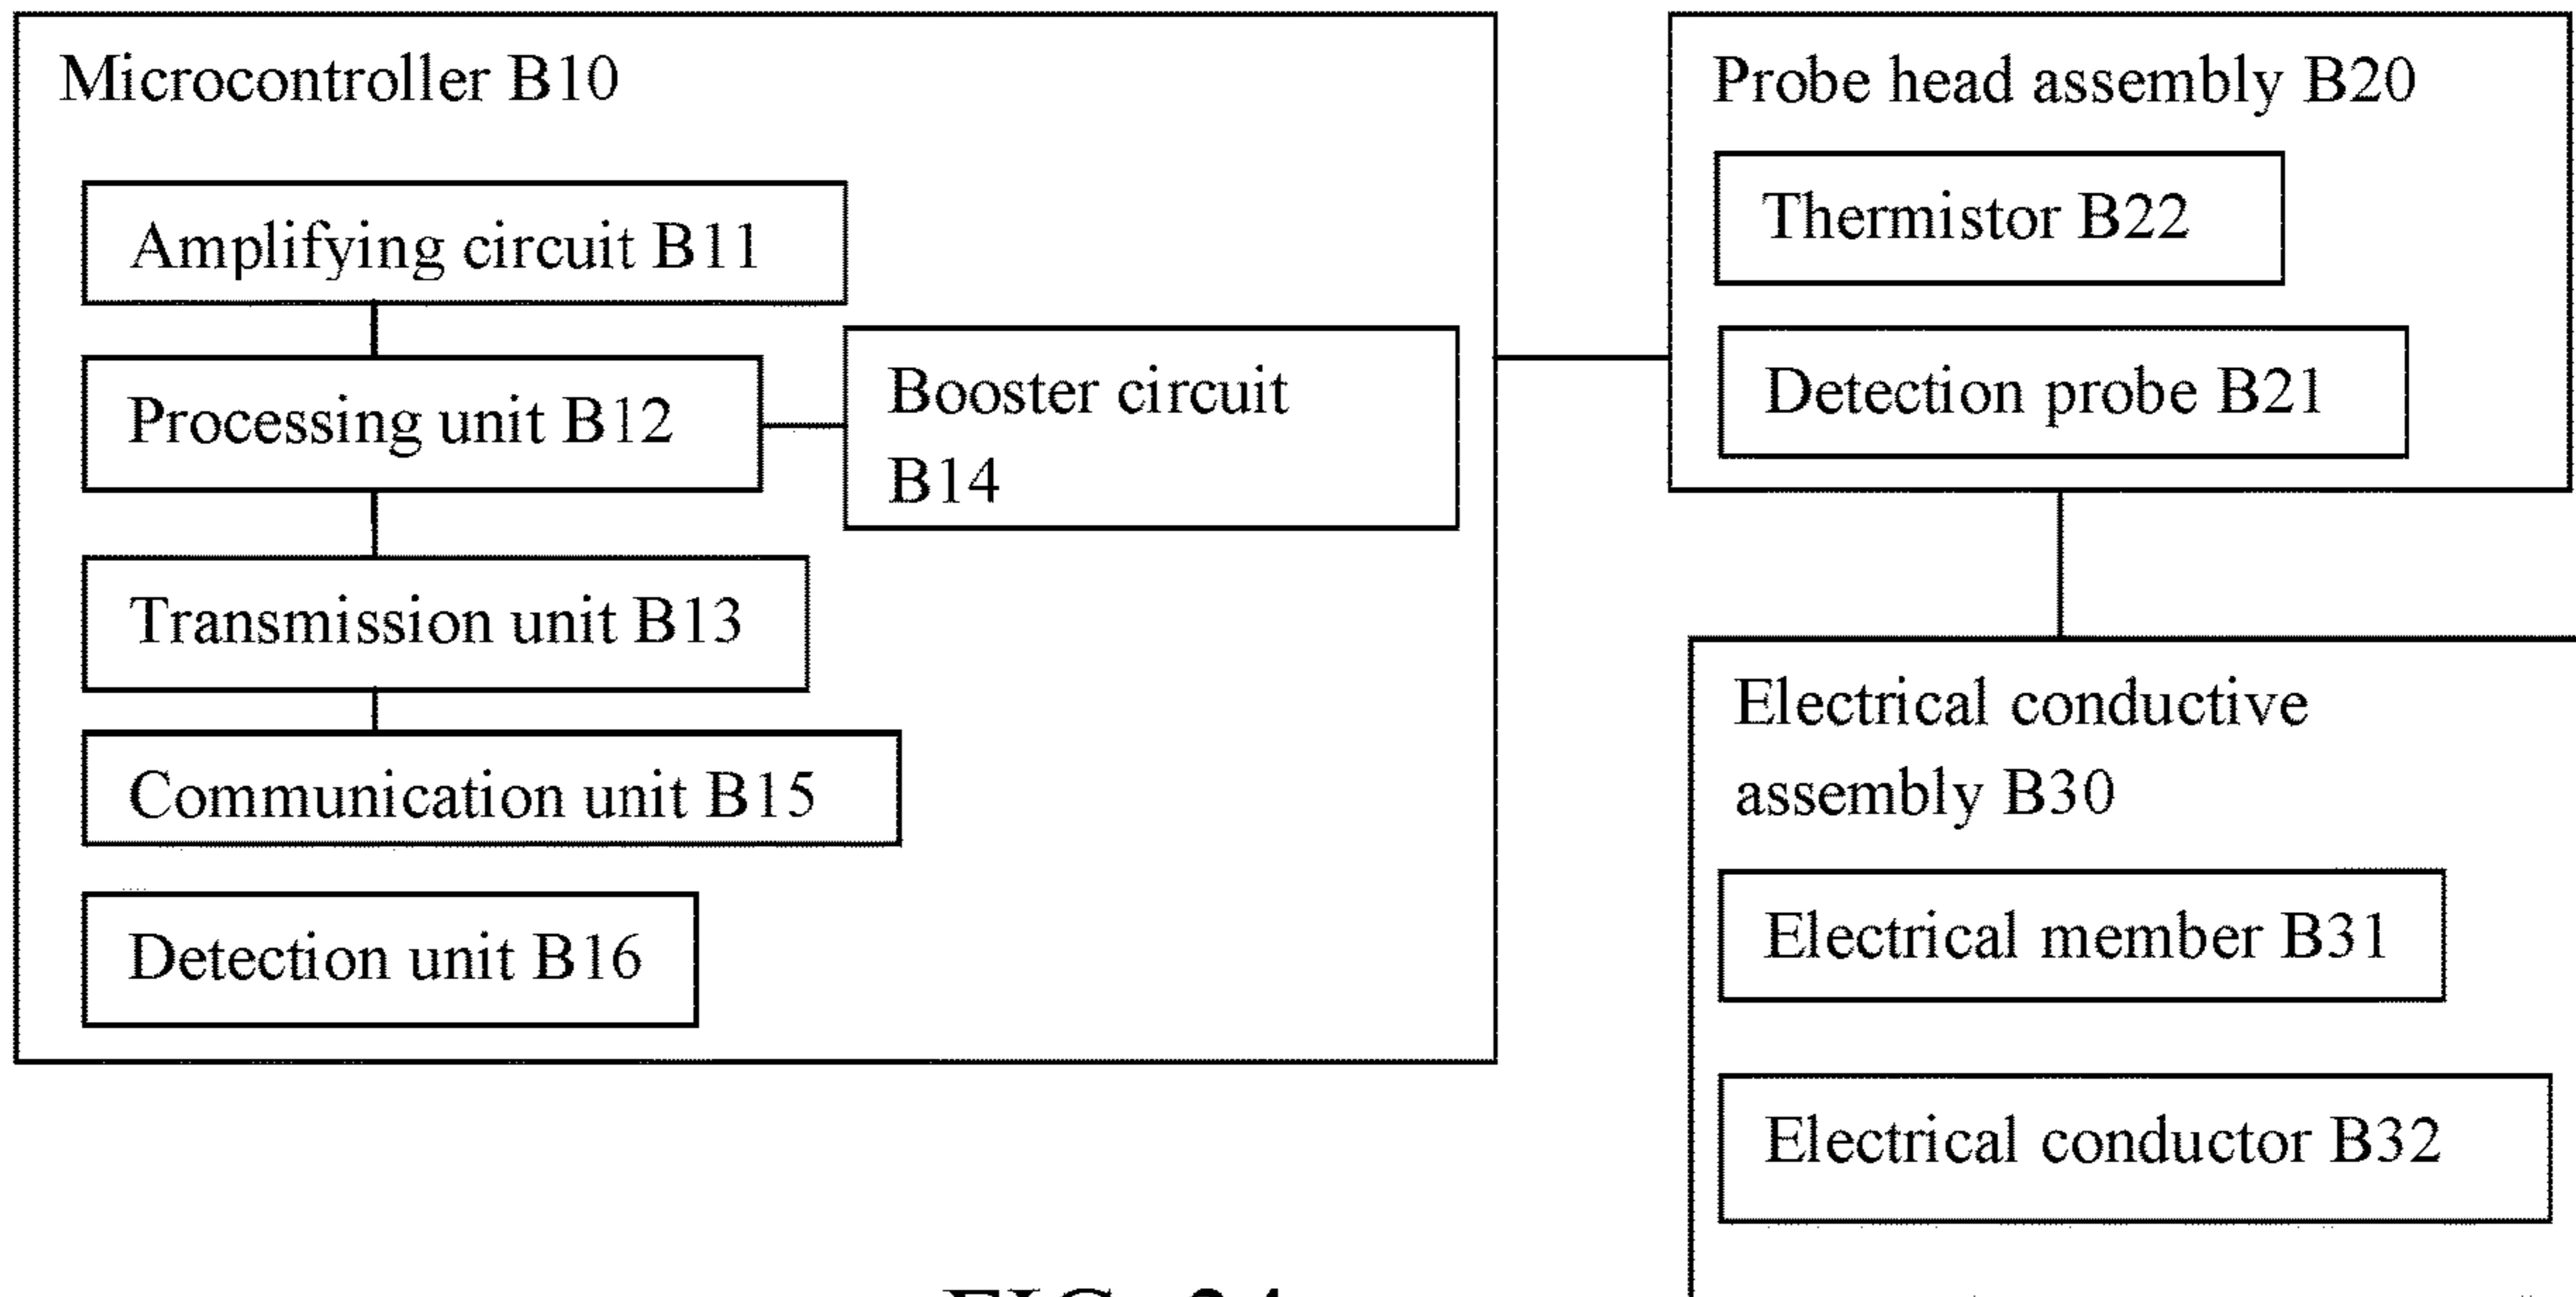 Microcontroller B10
Amplifying circuit B11
Processing unit B12
Booster circuit
B14
Transmission unit B13
Communication unit B15
Detection unit B16
Probe head assembly B20
Thermistor B22
Detection probe B21
Electrical conductive
assembly B30
Electrical member B31
Electrical conductor B32